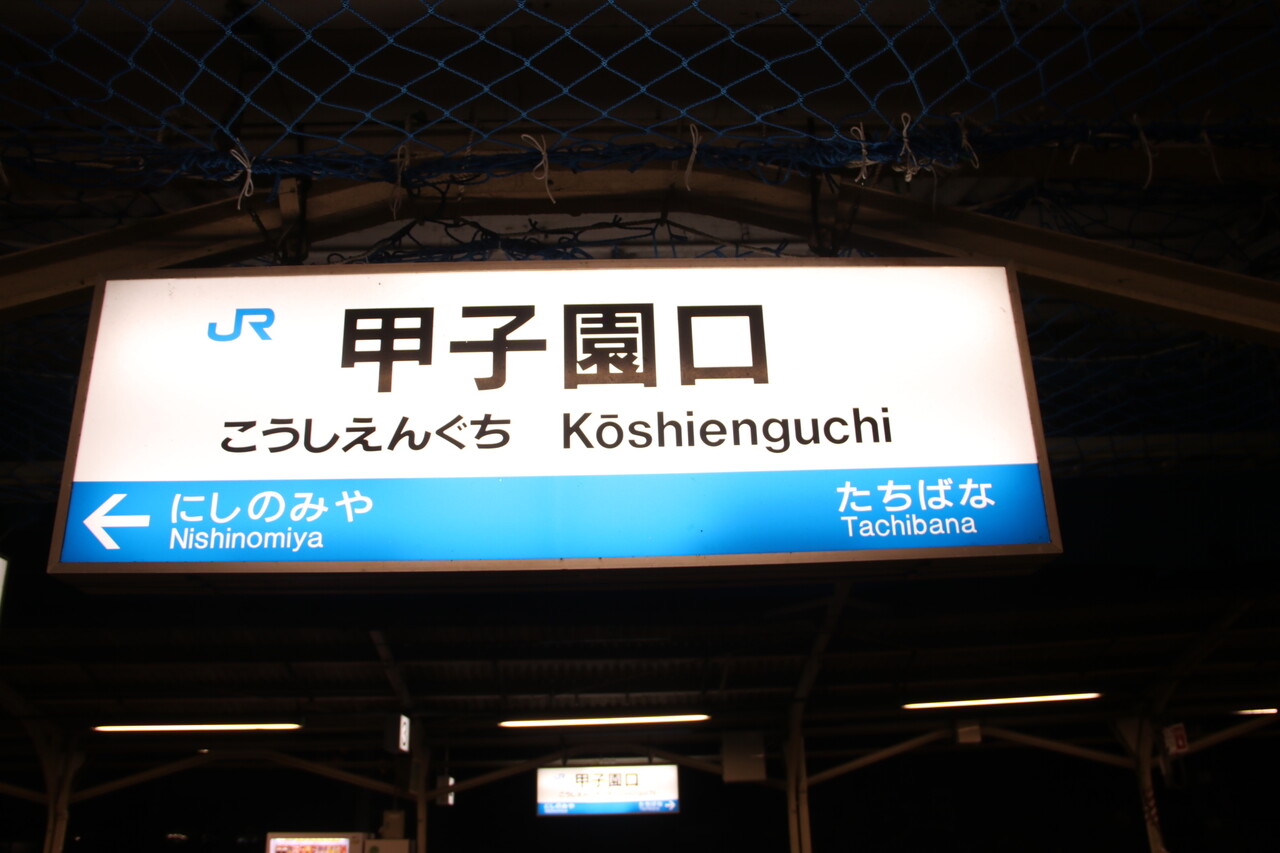 JR 甲子園口
こうしえんぐち Kōshienguchi
← にしのみや たちばな
Nishinomiya Tachibana
甲子園口